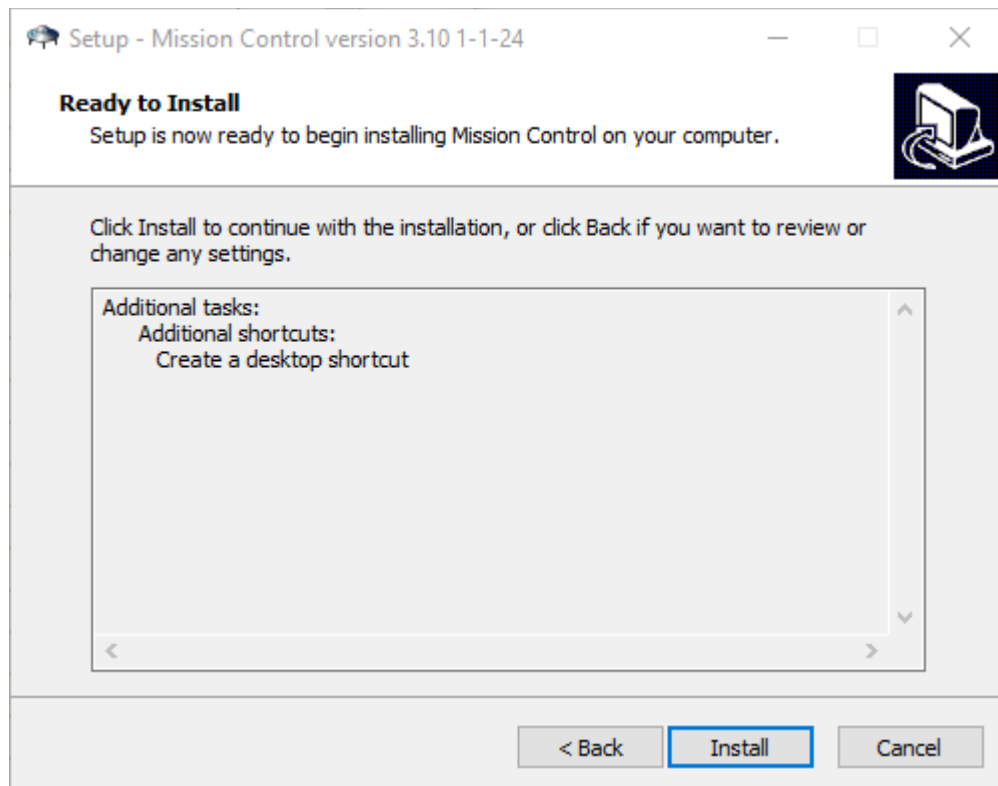 Setup - Mission Control version 3.10 1-1-24
Ready to Install
Setup is now ready to begin installing Mission Control on your computer.
Click Install to continue with the installation, or click Back if you want to review or
change any settings.
Additional tasks:
Additional shortcuts:
Create a desktop shortcut
< Back
Install
Cancel